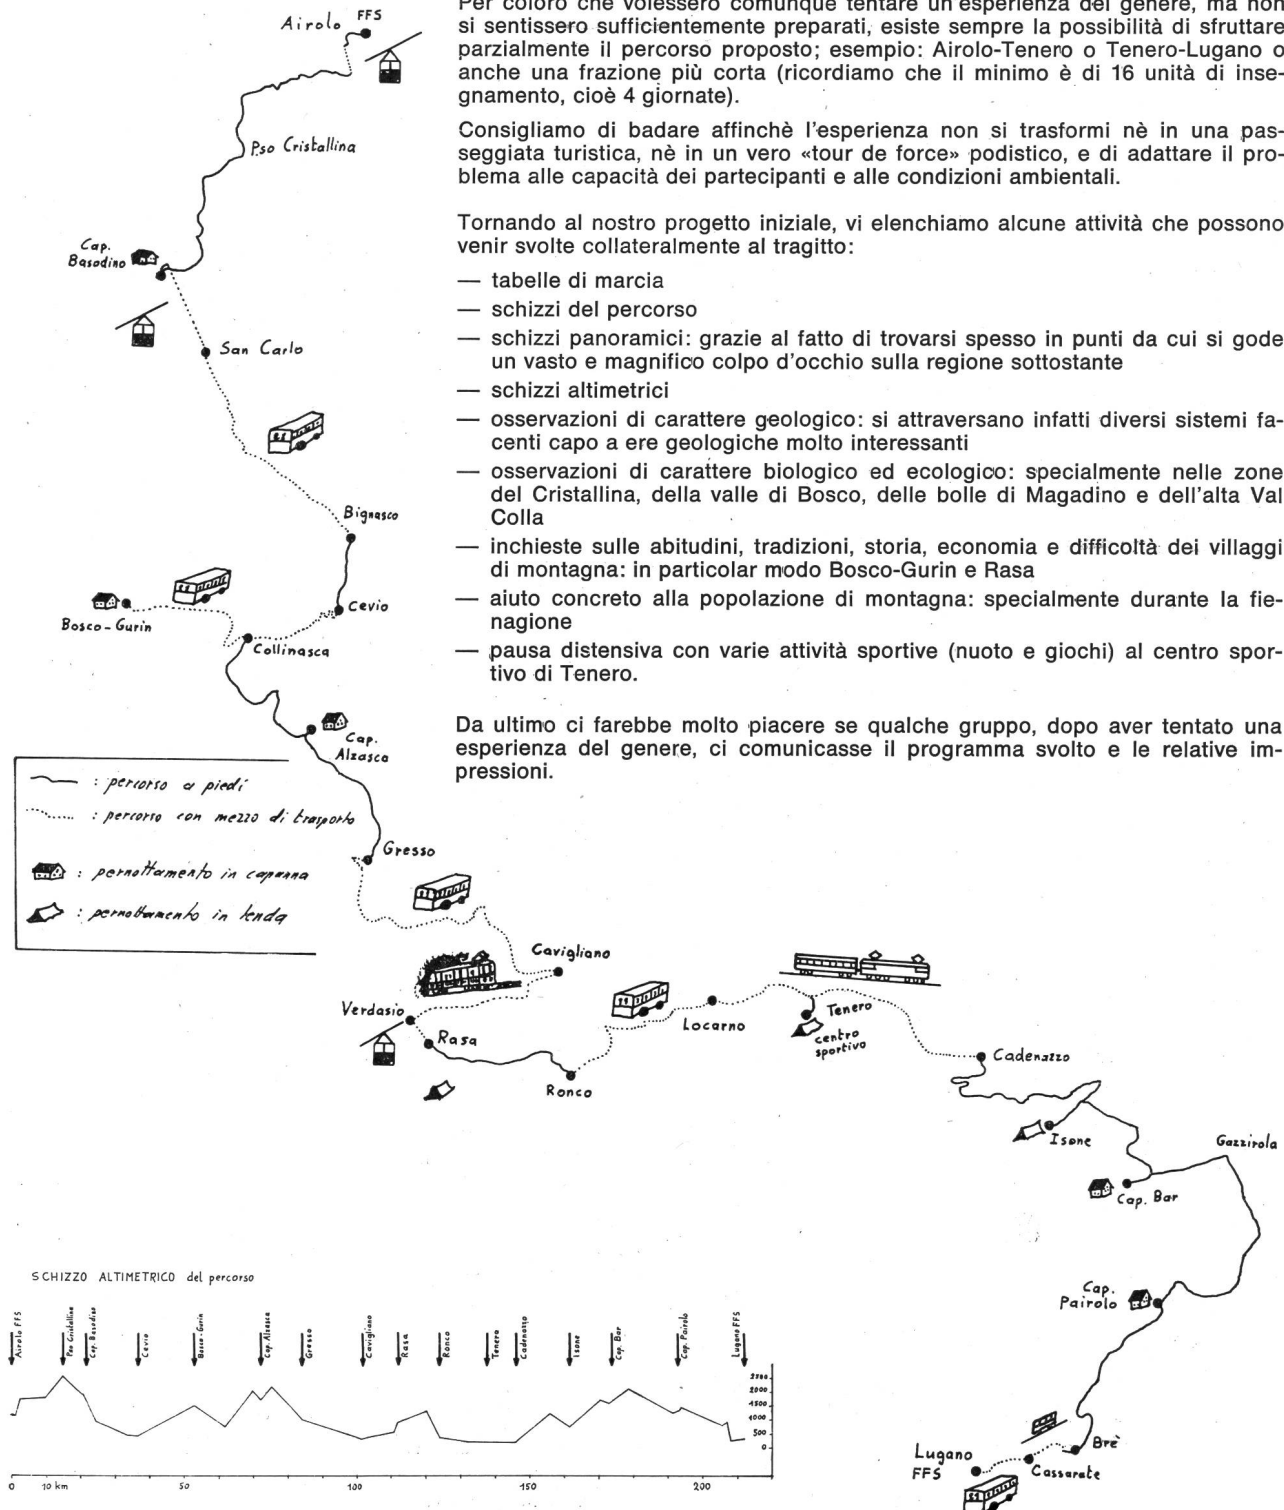 Per coloro che volessero comunque tentare un'esperienza del genere, ma non
si sentissero sufficientemente preparati, esiste sempre la possibilità di sfruttare
parzialmente il percorso proposto; esempio: Airolo-Tenero o Tenero-Lugano o
anche una frazione più corta (ricordiamo che il minimo è di 16 unità di inse-
gnamento, cioè 4 giornate).
Consigliamo di badare affinchè l'esperienza non si trasformi nè in una pas-
seggiata turistica, nè in un vero «tour de force» podistico, e di adattare il pro-
blema alle capacità dei partecipanti e alle condizioni ambientali.
Tornando al nostro progetto iniziale, vi elenchiamo alcune attività che possono
venir svolte collateralmente al tragitto:
— tabelle di marcia
— schizzi del percorso
— schizzi panoramici: grazie al fatto di trovarsi spesso in punti da cui si gode
un vasto e magnifico colpo d'occhio sulla regione sottostante
— schizzi altimetrici
— osservazioni di carattere geologico: si attraversano infatti diversi sistemi fa-
centi capo a ere geologiche molto interessanti
— osservazioni di carattere biologico ed ecologico: specialmente nelle zone
del Cristallina, della valle di Bosco, delle bolle di Magadino e dell'alta Val
Colla
— inchieste sulle abitudini, tradizioni, storia, economia e difficoltà dei villaggi
di montagna: in particolar modo Bosco-Gurin e Rasa
— aiuto concreto alla popolazione di montagna: specialmente durante la fie-
nagione
— pausa distensiva con varie attività sportive (nuoto e giochi) al centro spor-
tivo di Tenero.
Da ultimo ci farebbe molto piacere se qualche gruppo, dopo aver tentato una
esperienza del genere, ci comunicasse il programma svolto e le relative im-
pressioni.
Airolo FFS
P.so Cristallina
Cap.
Basodino
San Carlo
Bignasco
Cevio
Bosco-Gurin
Collinasca
Cap.
Alzasca
: percorso a piedi
: percorso con mezzo di trasporto
: pernottamento in capanna
: pernottamento in tenda
Gresso
Cavigliano
Verdasio
Rasa
Ronco
Locarno
Tenero
centro
sportivo
Cadenazzo
Isone
Gazzirola
Cap. Bar
Cap.
Pairolo
Brè
Cassarate
Lugano
FFS
SCHIZZO ALTIMETRICO del percorso
Airolo FFS
P.so Cristallina
Cap. Basodino
Cevio
Bosco-Gurin
Cap. Alzasca
Gresso
Cavigliano
Rasa
Ronco
Tenero
Cadenazzo
Isone
Cap. Bar
Cap. Pairolo
Lugano FFS
2000
1500
1000
500
0
0 10 km 50 100 150 200